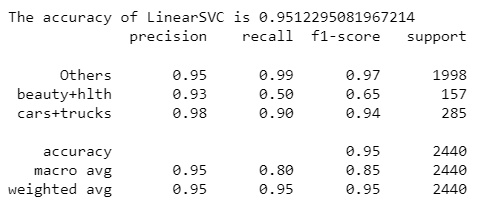 The accuracy of LinearSVC is 0.9512295081967214
precision recall f1-score support
Others 0.95 0.99 0.97 1998
beauty+hlth 0.93 0.50 0.65 157
cars+trucks 0.98 0.90 0.94 285
accuracy 0.95 2440
macro avg 0.95 0.80 0.85 2440
weighted avg 0.95 0.95 0.95 2440